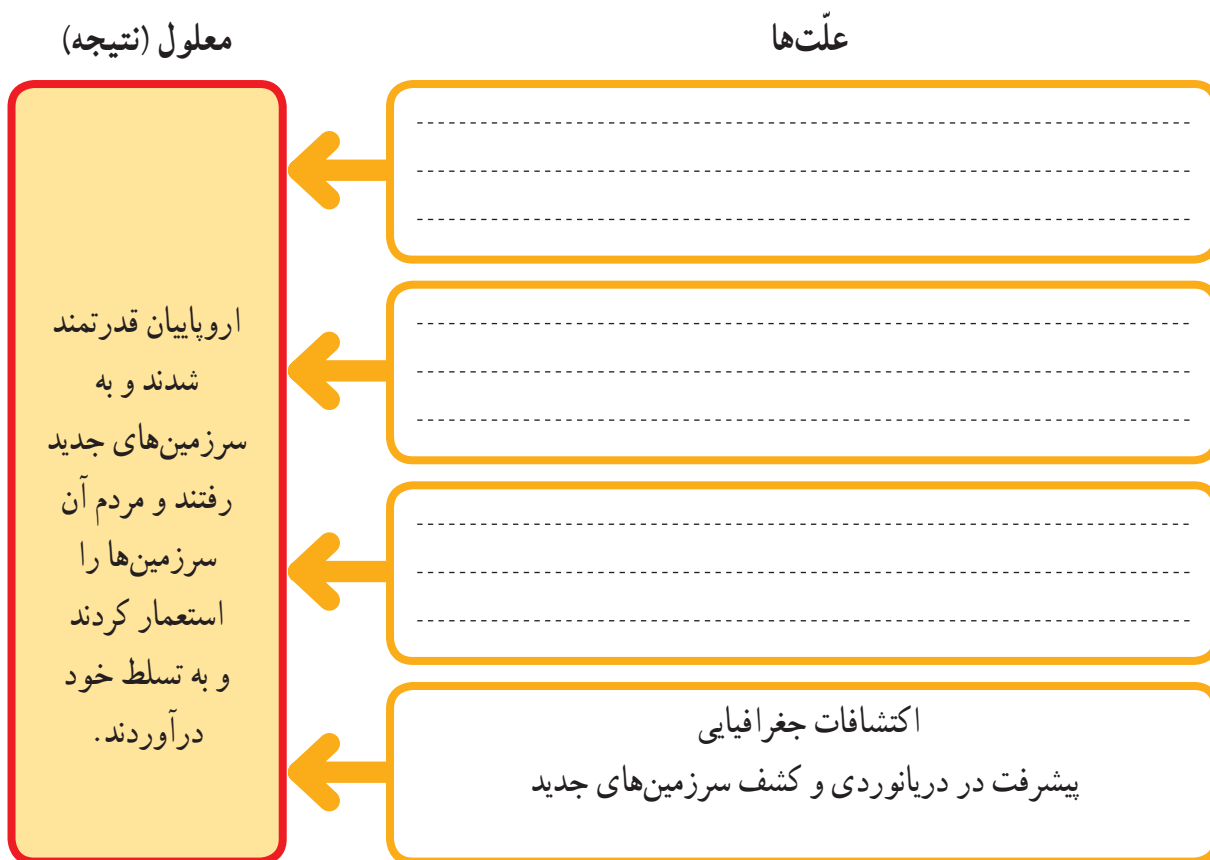 علّت‌ها
معلول (نتیجه)
اکتشافات جغرافیایی
پیشرفت در دریانوردی و کشف سرزمین‌های جدید
اروپاییان قدرتمند
شدند و به
سرزمین‌های جدید
رفتند و مردم آن
سرزمین‌ها را
استعمار کردند
و به تسلط خود
درآوردند.